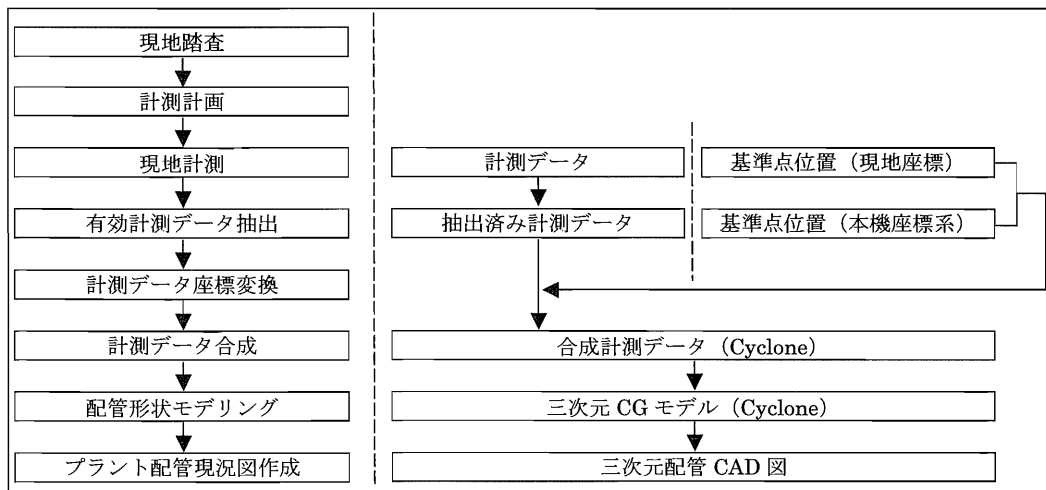 現地踏査
計測計画
現地計測
有効計測データ抽出
計測データ座標変換
計測データ合成
配管形状モデリング
プラント配管現況図作成
計測データ
抽出済み計測データ
基準点位置（現地座標）
基準点位置（本機座標系）
合成計測データ（Cyclone）
三次元 CG モデル（Cyclone）
三次元配管 CAD 図